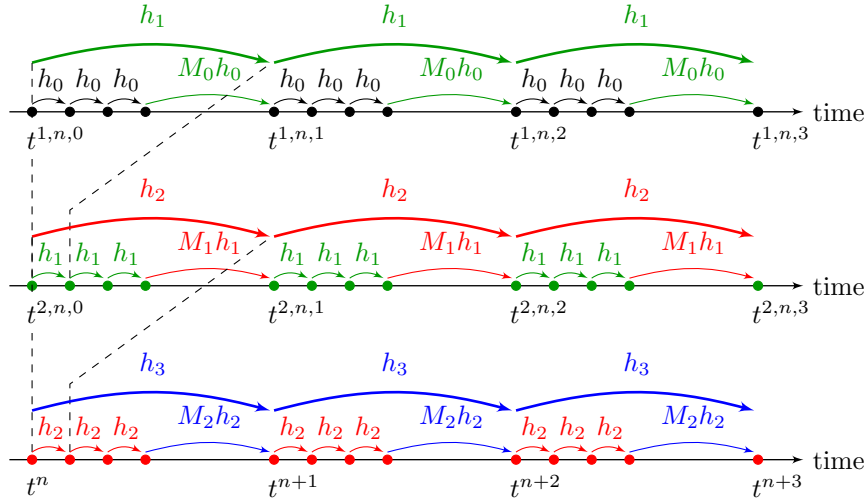 h₁ h₁ h₁
h₀ h₀ h₀ M₀h₀ h₀ h₀ h₀ M₀h₀ h₀ h₀ h₀ M₀h₀
time
t¹,ⁿ,⁰ t¹,ⁿ,¹ t¹,ⁿ,² t¹,ⁿ,³
h₂ h₂ h₂
h₁ h₁ h₁ M₁h₁ h₁ h₁ h₁ M₁h₁ h₁ h₁ h₁ M₁h₁
time
t²,ⁿ,⁰ t²,ⁿ,¹ t²,ⁿ,² t²,ⁿ,³
h₃ h₃ h₃
h₂ h₂ h₂ M₂h₂ h₂ h₂ h₂ M₂h₂ h₂ h₂ h₂ M₂h₂
time
tⁿ tⁿ⁺¹ tⁿ⁺² tⁿ⁺³